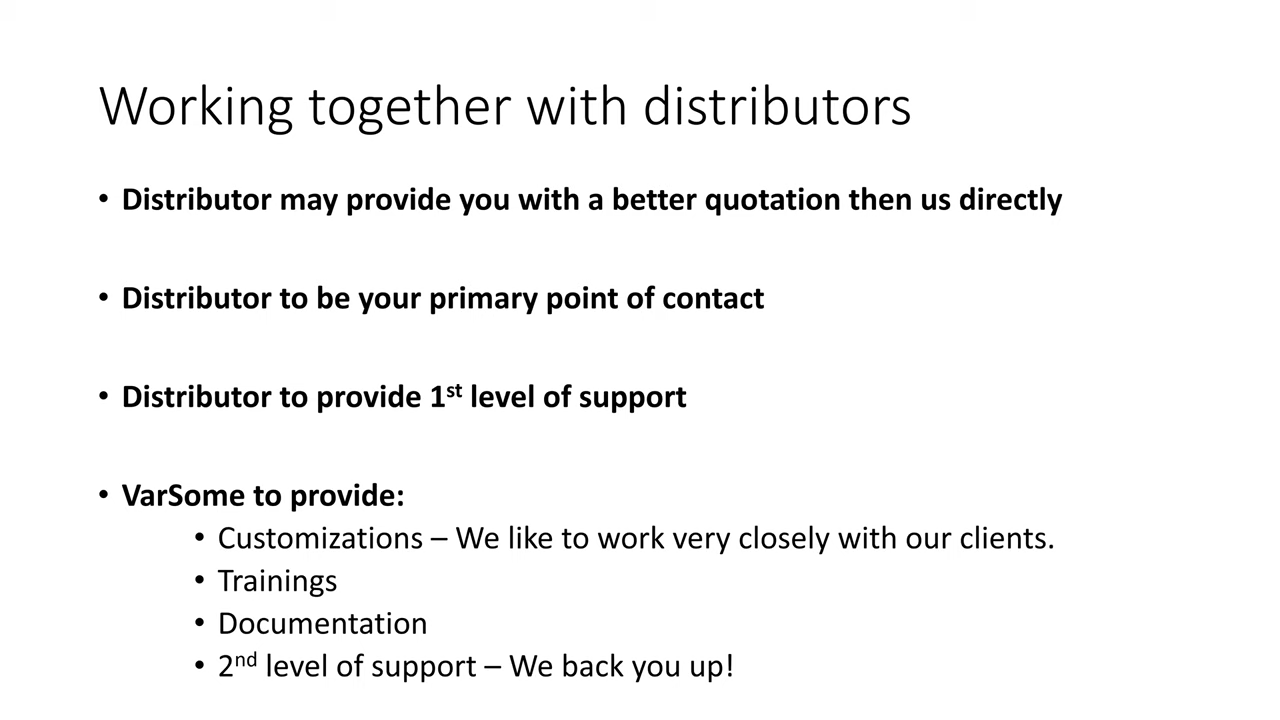 Working together with distributors
• Distributor may provide you with a better quotation then us directly
• Distributor to be your primary point of contact
• Distributor to provide 1st level of support
• VarSome to provide:
• Customizations – We like to work very closely with our clients.
• Trainings
• Documentation
• 2nd level of support – We back you up!